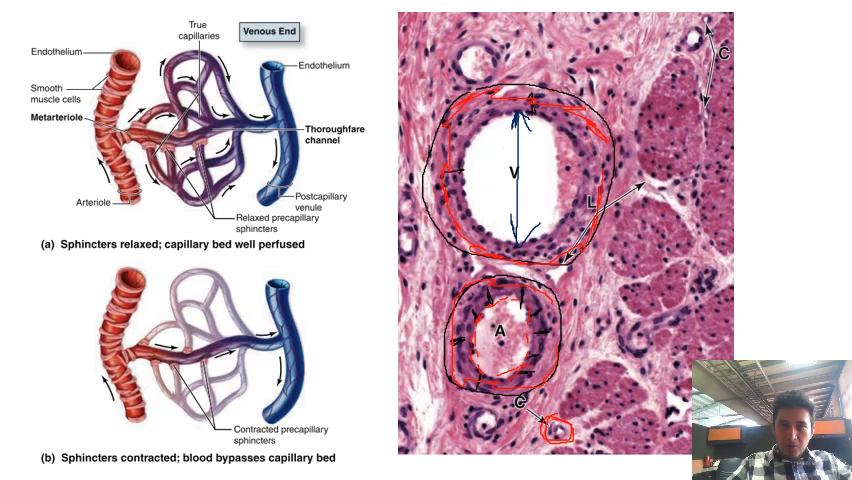 True
capillaries
Venous End
Endothelium
Endothelium
Smooth
muscle cells
Metarteriole
Thoroughfare
channel
Arteriole
Postcapillary
venule
Relaxed precapillary
sphincters
(a) Sphincters relaxed; capillary bed well perfused
Contracted precapillary
sphincters
(b) Sphincters contracted; blood bypasses capillary bed
C
V
L
A
C